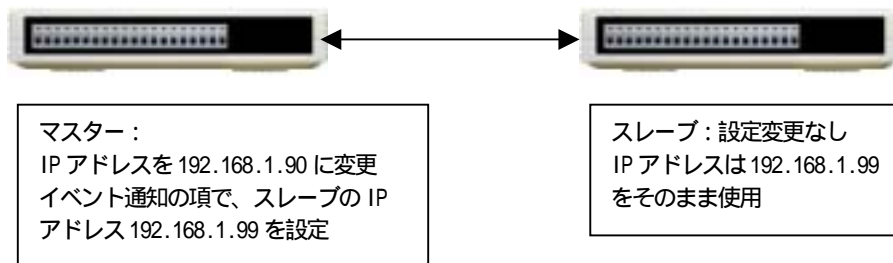 マスター：
IP アドレスを 192.168.1.90 に変更
イベント通知の項で、スレーブの IP
アドレス 192.168.1.99 を設定
スレーブ：設定変更なし
IP アドレスは 192.168.1.99
をそのまま使用